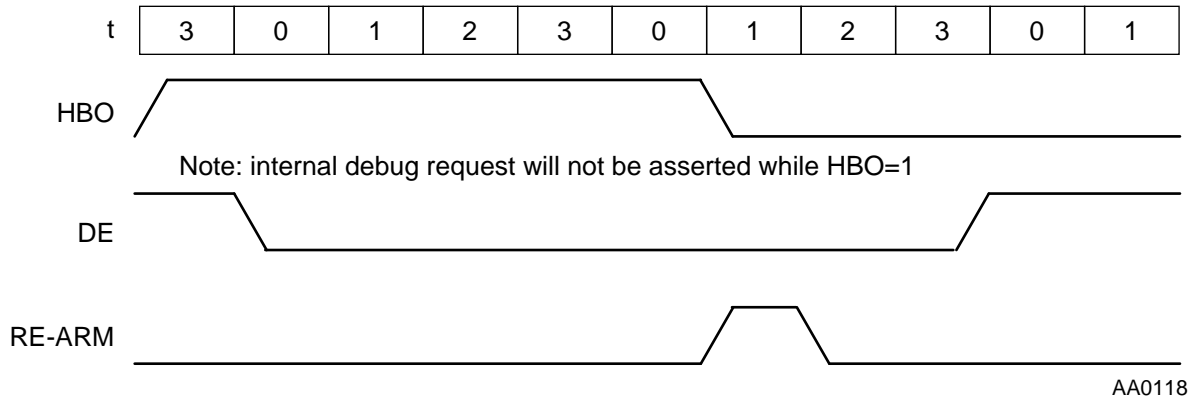 t 3 0 1 2 3 0 1 2 3 0 1
HBO
Note: internal debug request will not be asserted while HBO=1
DE
RE-ARM
AA0118